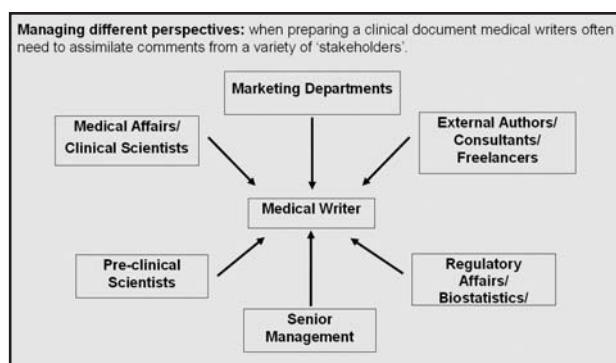 Managing different perspectives: when preparing a clinical document medical writers often
need to assimilate comments from a variety of ‘stakeholders’.
Marketing Departments
Medical Affairs/
Clinical Scientists
External Authors/
Consultants/
Freelancers
Medical Writer
Pre-clinical
Scientists
Regulatory
Affairs/
Biostatistics/
Senior
Management